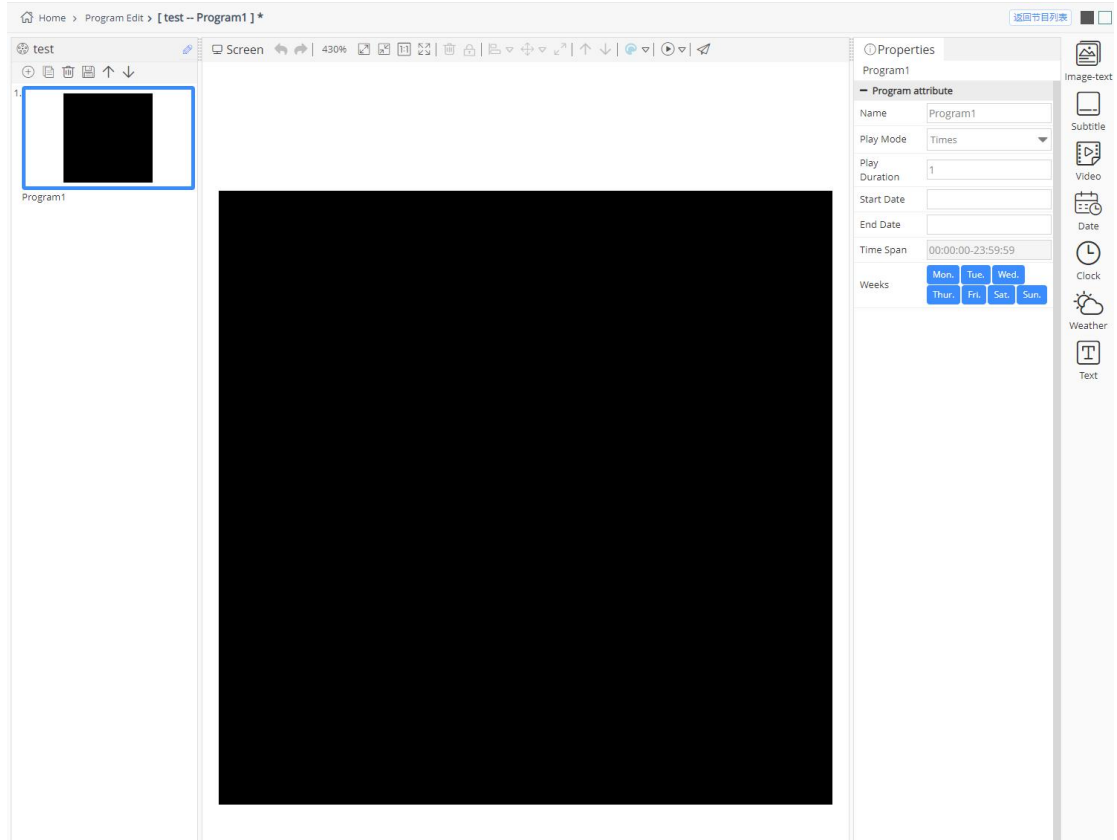 Home > Program Edit > [ test -- Program1 ] *
返回节目列表
test
Screen
430%
1:1
Properties
Program1
Image-text
Program attribute
1.
Name
Program1
Subtitle
Play Mode
Times
Play
Duration
1
Video
Program1
Start Date
End Date
Date
Time Span
00:00:00-23:59:59
Clock
Weeks
Mon. Tue. Wed.
Thur. Fri. Sat. Sun.
Weather
T
Text